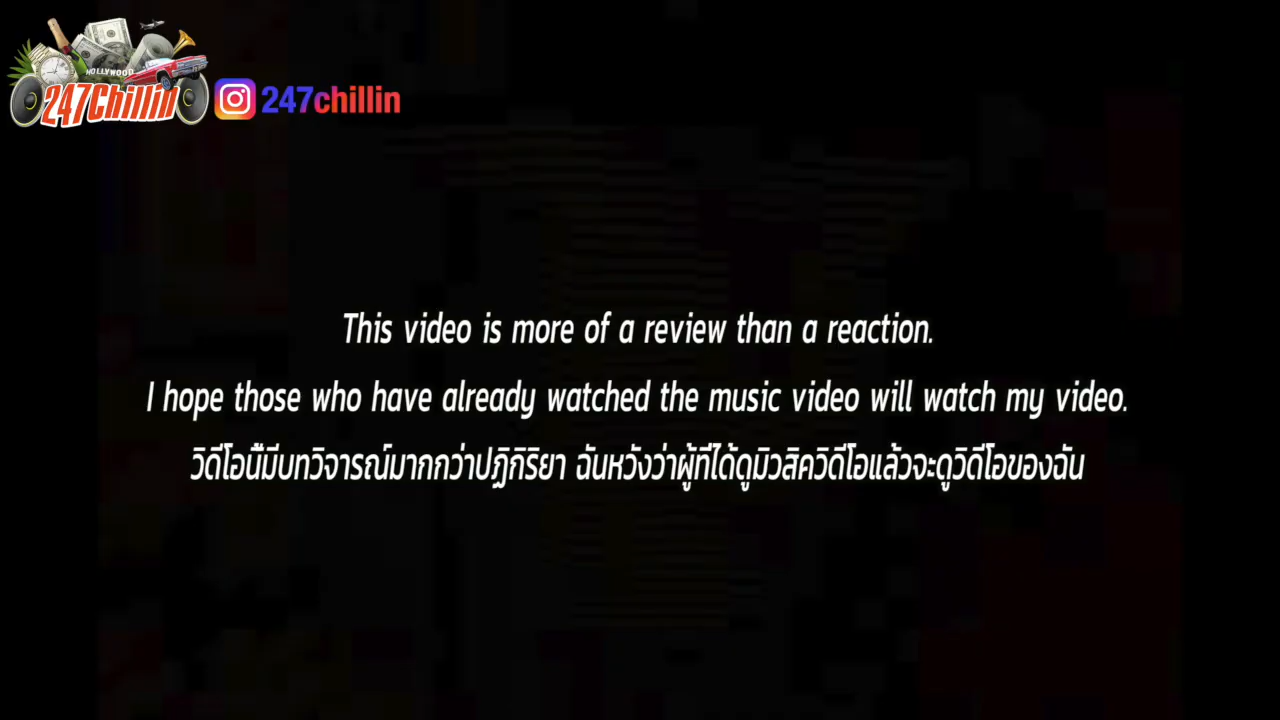 HOLLYWOOD
247Chillin
247chillin
This video is more of a review than a reaction.
I hope those who have already watched the music video will watch my video.
วิดีโอนี้มีบทวิจารณ์มากกว่าปฏิกิริยา ฉันหวังว่าผู้ที่ได้ดูมิวสิควิดีโอแล้วจะดูวิดีโอของฉัน